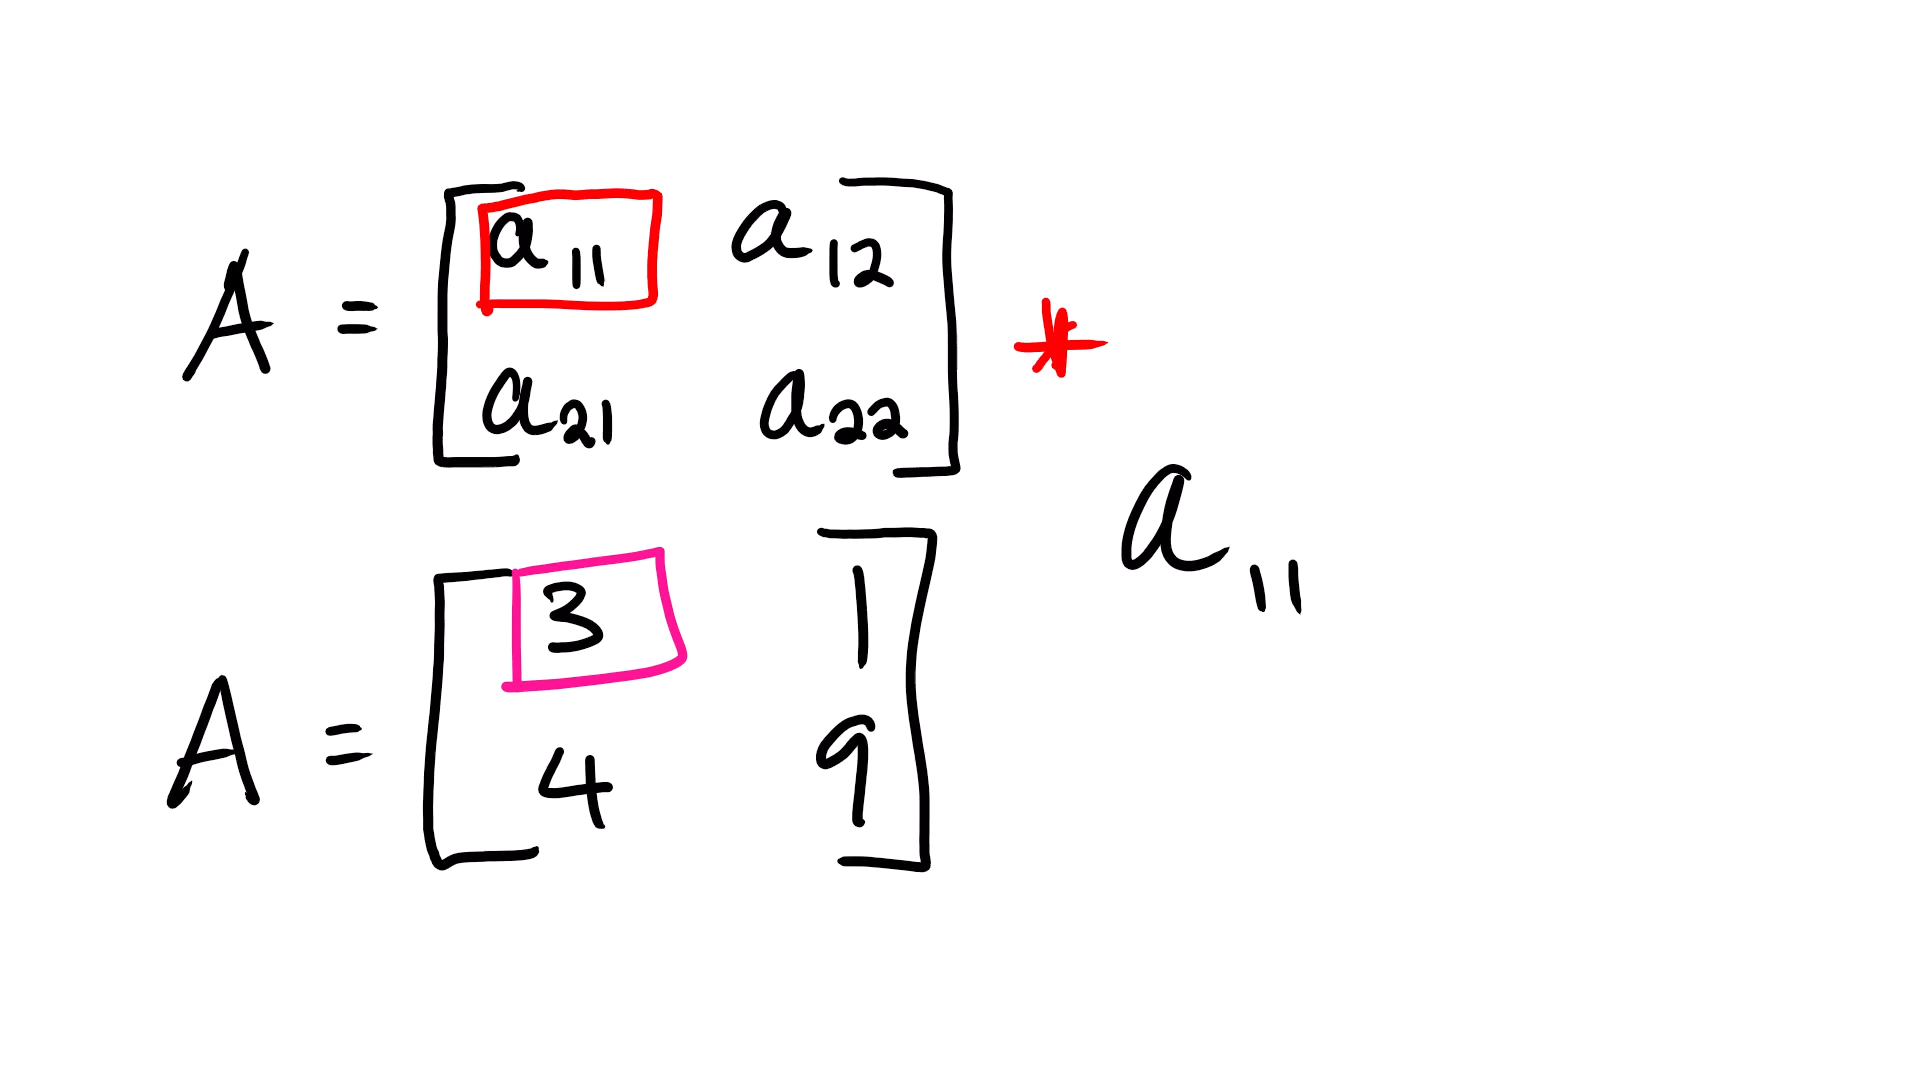 A = [ a₁₁ a₁₂
a₂₁ a₂₂ ] *
a₁₁
A = [ 3 1
4 9 ]